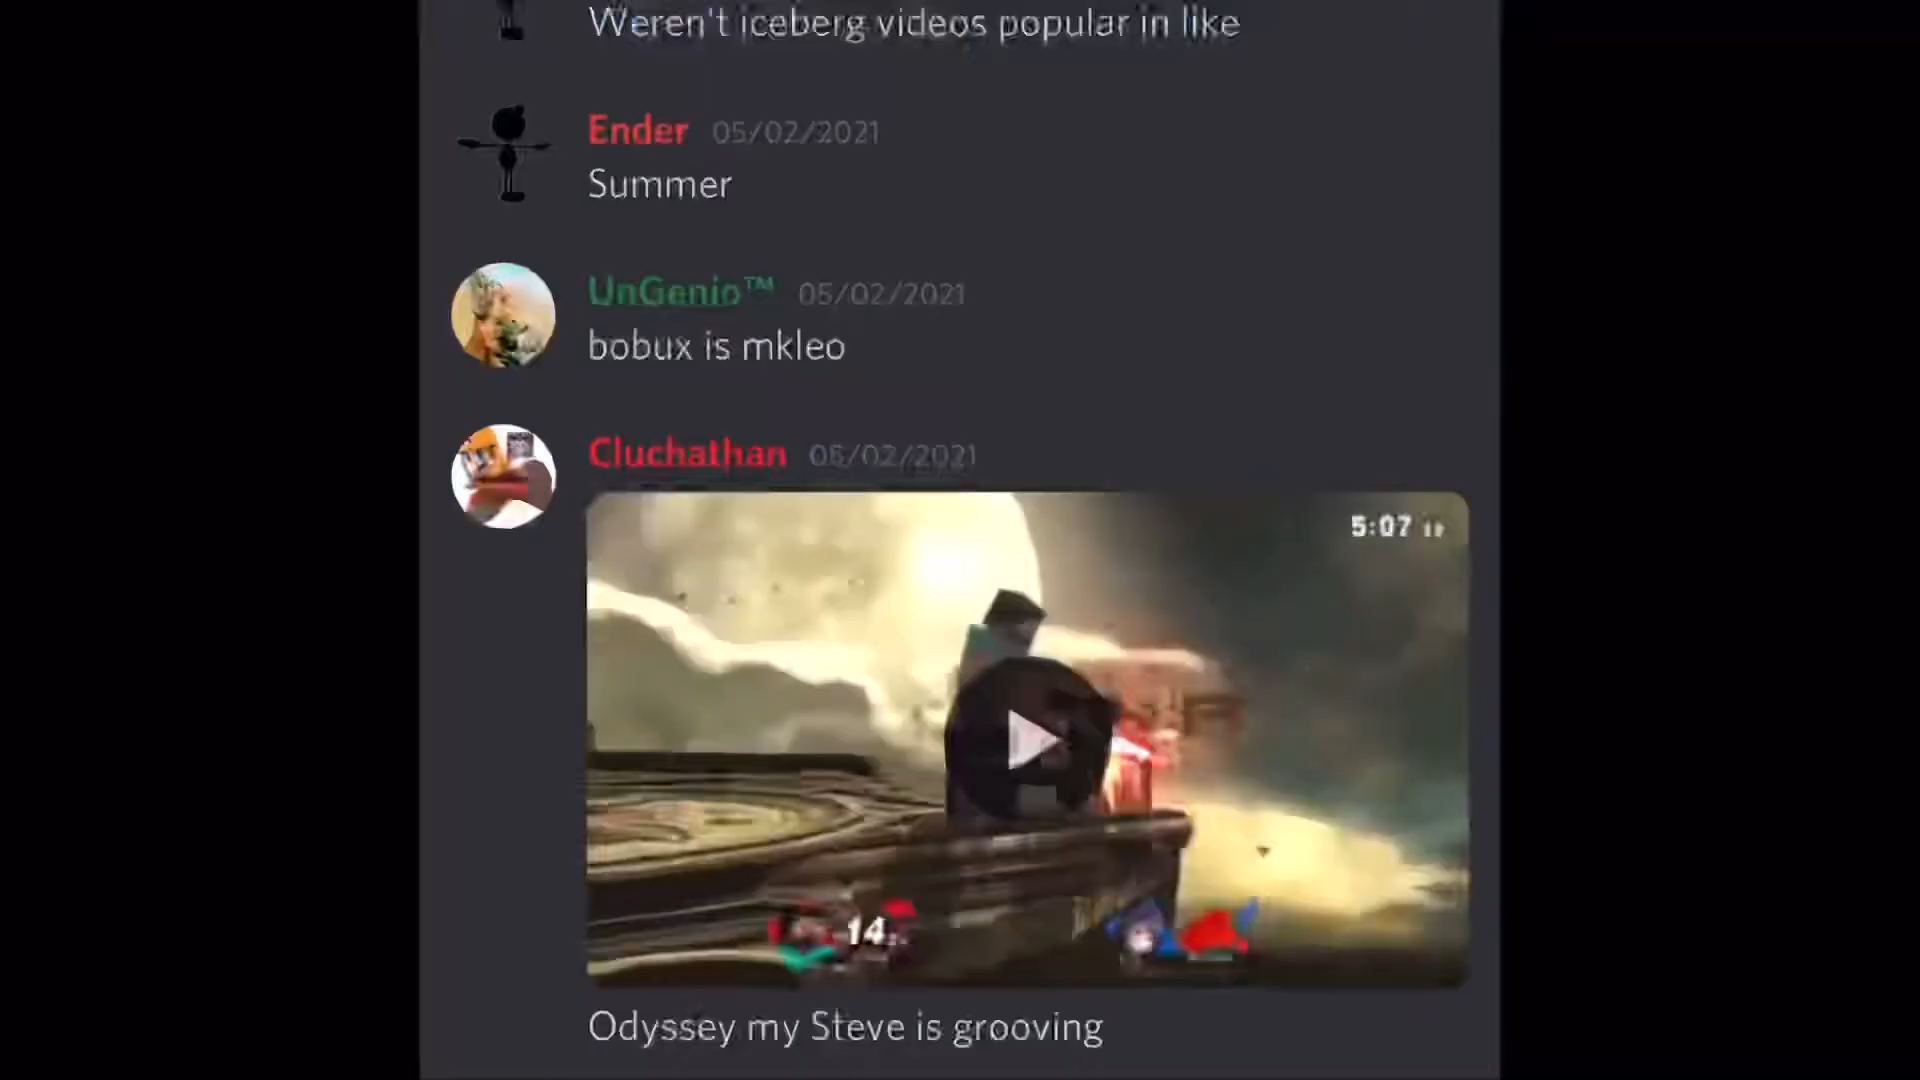 Weren't iceberg videos popular in like
Ender 05/02/2021
Summer
UnGenio™ 05/02/2021
bobux is mkleo
Cluchathan 05/02/2021
5:07
14
Odyssey my Steve is grooving